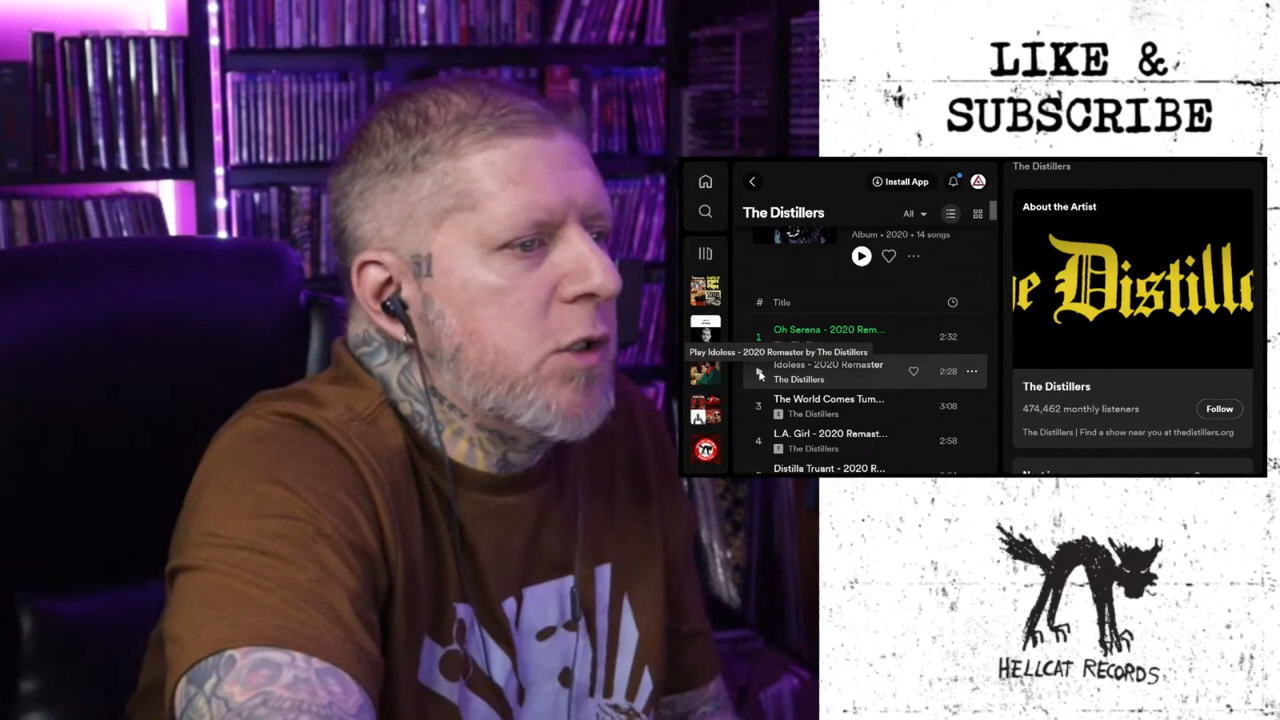 LIKE &
SUBSCRIBE
The Distillers
Install App
About the Artist
The Distillers
All
Album • 2020 • 14 songs
e Distille
# Title
1
Oh Serena - 2020 Rem...
2:32
Play Idoless - 2020 Remaster by The Distillers
Idoless - 2020 Remaster
The Distillers
2:28
3
The World Comes Tum...
E The Distillers
3:08
4
L.A. Girl - 2020 Remast...
E The Distillers
2:58
Distilla Truant - 2020 R...
The Distillers
474,462 monthly listeners
Follow
The Distillers | Find a show near you at thedistillers.org
HELLCAT RECORDS